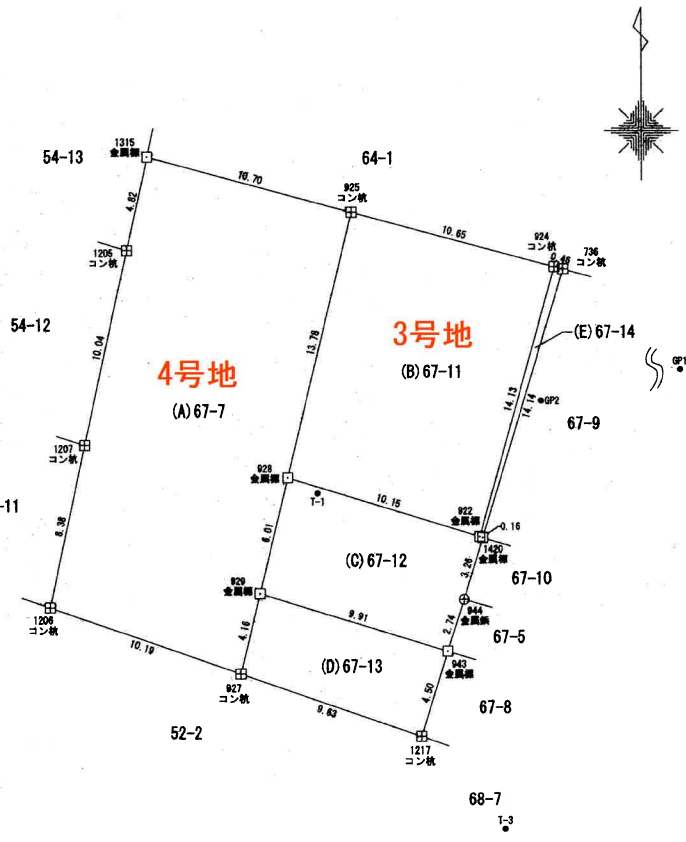 1315
金属標
54-13
64-1
10.70
925
コン杭
4.82
10.65
924
コン杭
0.46
736
コン杭
1205
コン杭
54-12
10.04
13.78
3号地
(B)67-11
(E)67-14
GP1
4号地
(A)67-7
14.13
14.14
GP2
67-9
1207
コン杭
928
金属標
T-1
10.15
922
金属標
0.16
-11
8.38
6.01
(C)67-12
1420
金属標
3.26
67-10
929
金属標
9.91
944
金属鋲
67-5
1206
コン杭
4.16
2.74
10.19
(D)67-13
943
金属標
927
コン杭
4.50
67-8
9.63
52-2
1217
コン杭
68-7
T-3